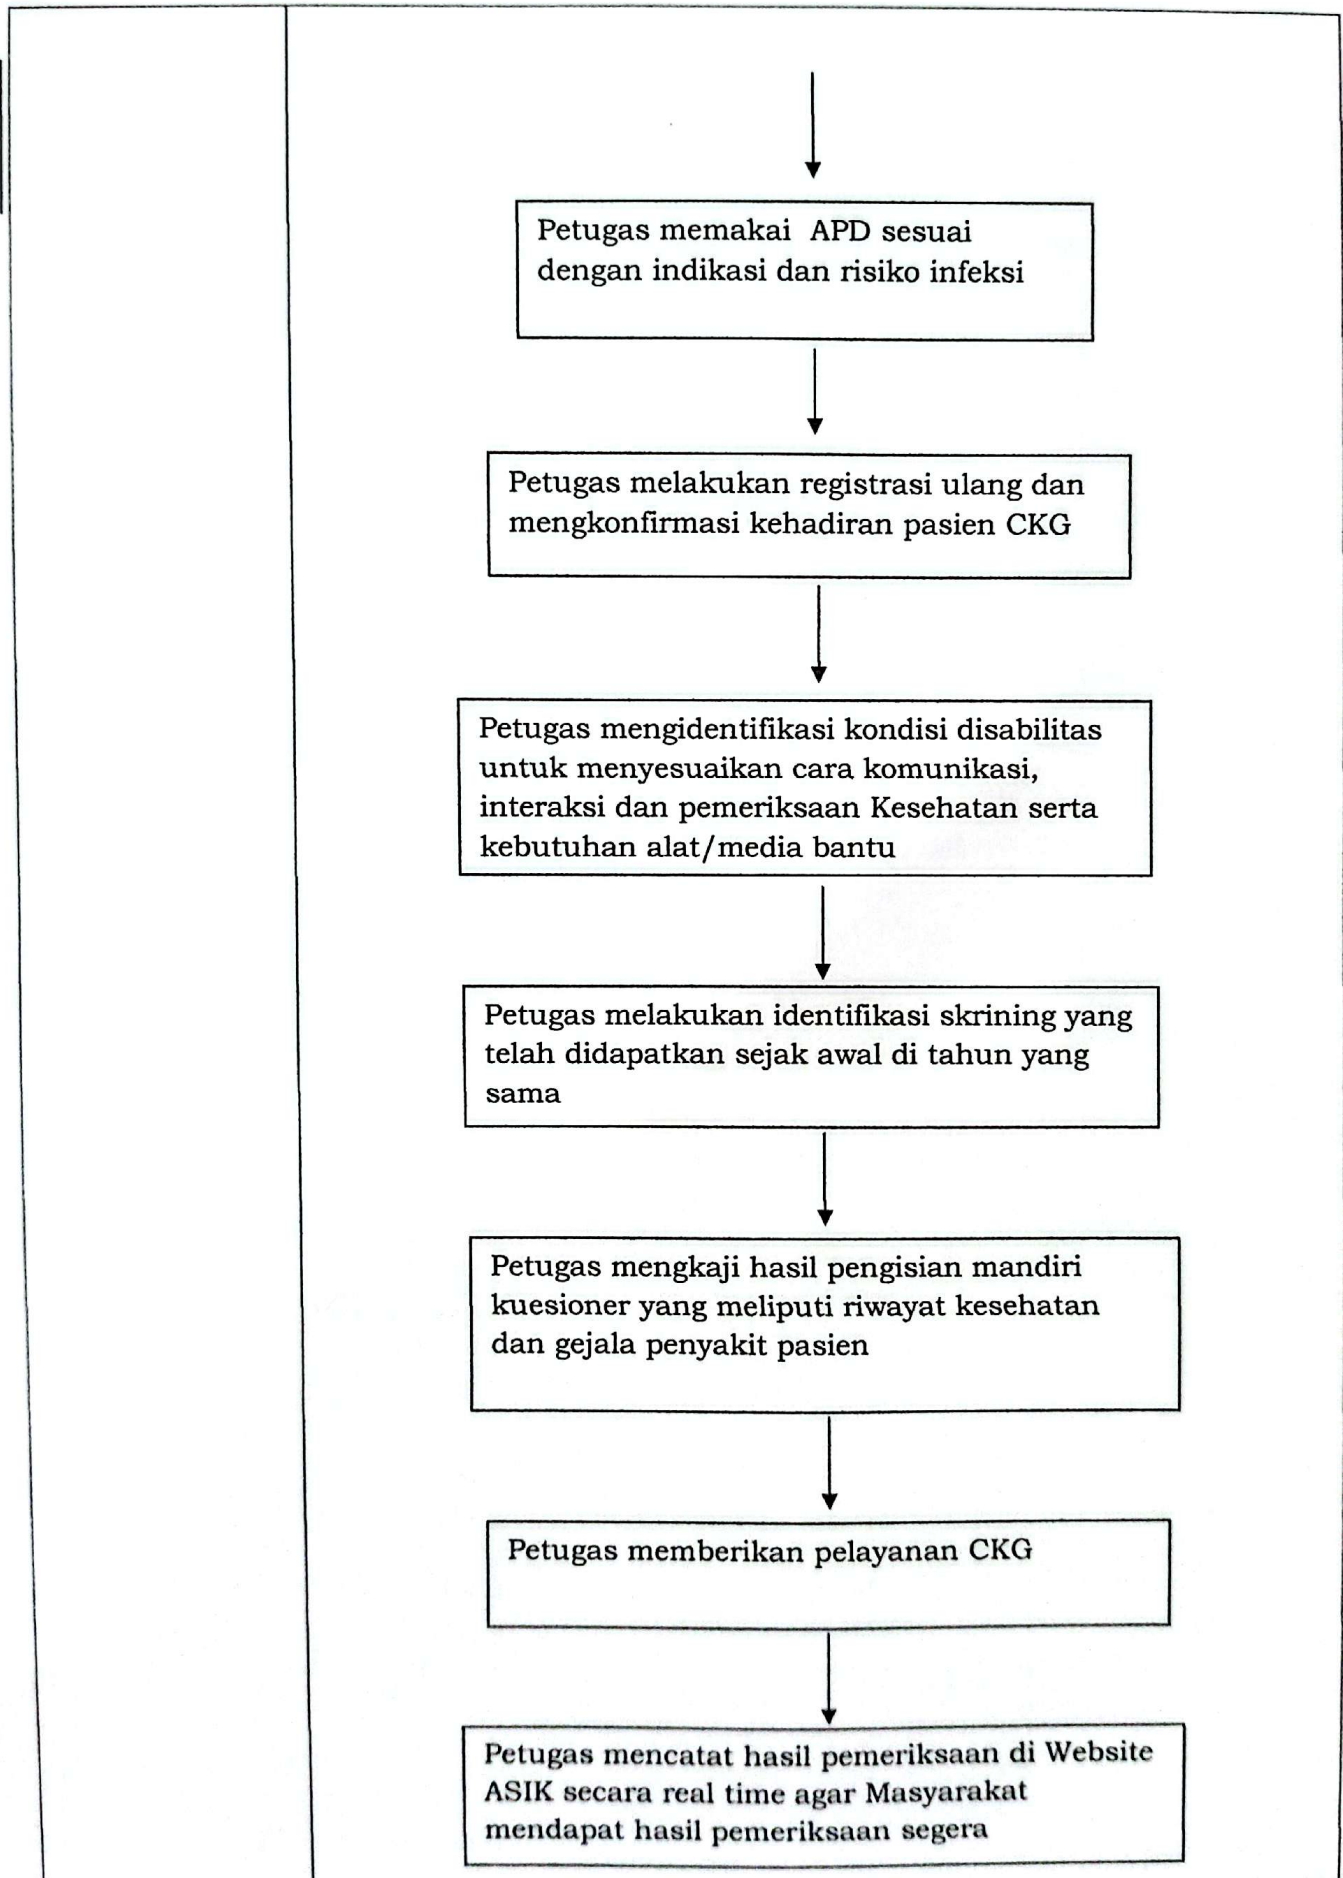 Petugas memakai APD sesuai
dengan indikasi dan risiko infeksi
Petugas melakukan registrasi ulang dan
mengkonfirmasi kehadiran pasien CKG
Petugas mengidentifikasi kondisi disabilitas
untuk menyesuaikan cara komunikasi,
interaksi dan pemeriksaan Kesehatan serta
kebutuhan alat/media bantu
Petugas melakukan identifikasi skrining yang
telah didapatkan sejak awal di tahun yang
sama
Petugas mengkaji hasil pengisian mandiri
kuesioner yang meliputi riwayat kesehatan
dan gejala penyakit pasien
Petugas memberikan pelayanan CKG
Petugas mencatat hasil pemeriksaan di Website
ASIK secara real time agar Masyarakat
mendapat hasil pemeriksaan segera